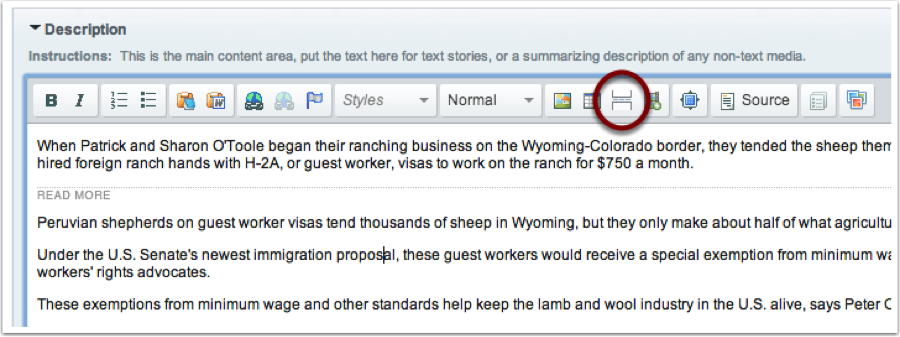 Description
Instructions: This is the main content area, put the text here for text stories, or a summarizing description of any non-text media.
B I Styles Normal Source
When Patrick and Sharon O'Toole began their ranching business on the Wyoming-Colorado border, they tended the sheep them
hired foreign ranch hands with H-2A, or guest worker, visas to work on the ranch for $750 a month.
READ MORE
Peruvian shepherds on guest worker visas tend thousands of sheep in Wyoming, but they only make about half of what agricultu
Under the U.S. Senate's newest immigration proposal, these guest workers would receive a special exemption from minimum wa
workers' rights advocates.
These exemptions from minimum wage and other standards help keep the lamb and wool industry in the U.S. alive, says Peter O